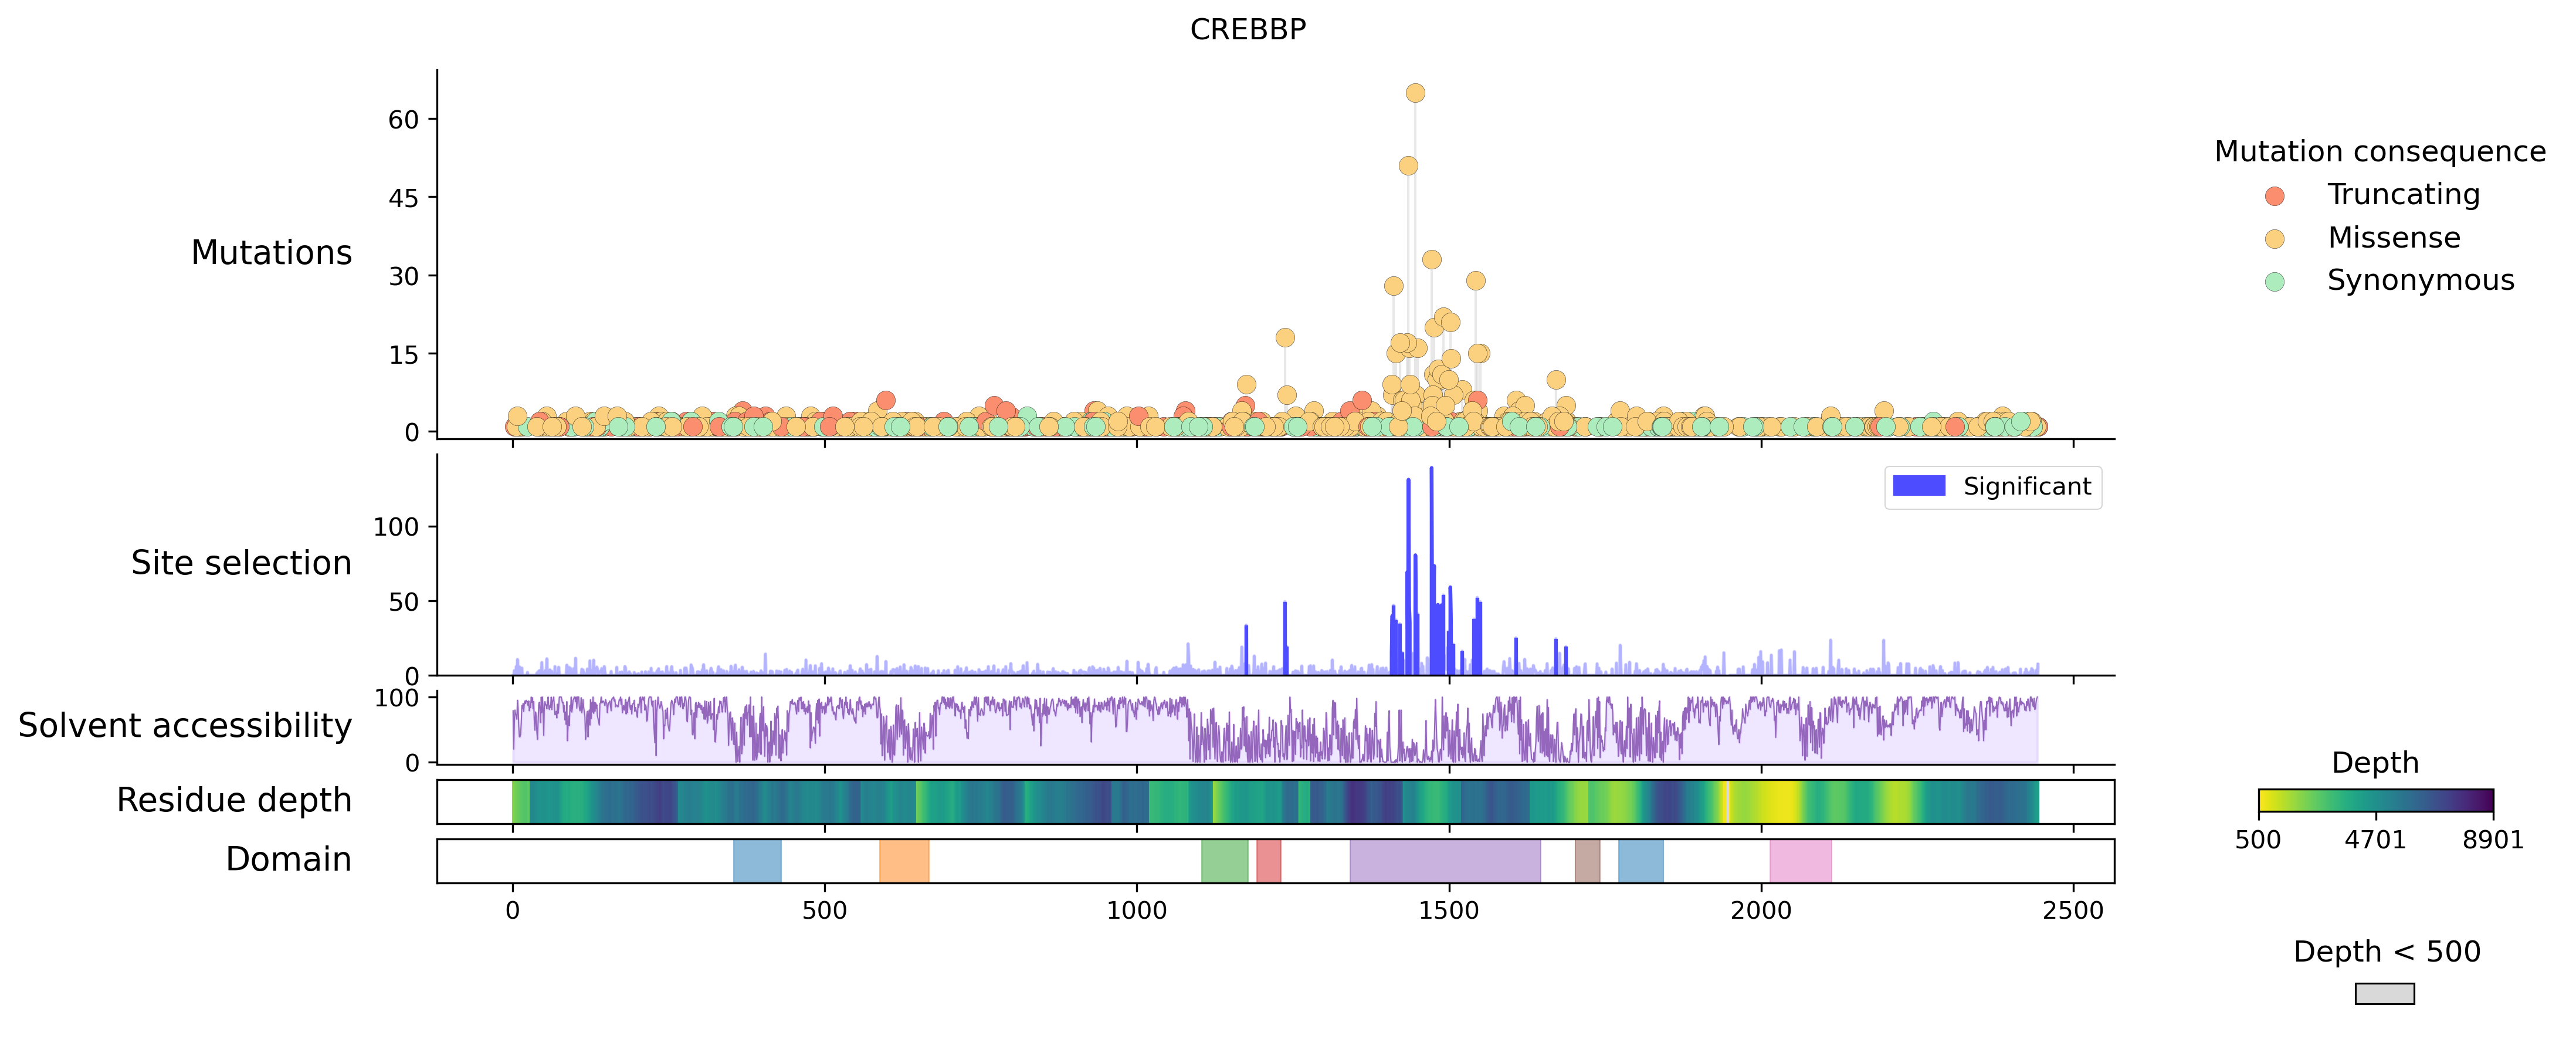 CREBBP
Mutations
60
45
30
15
0
Mutation consequence
Truncating
Missense
Synonymous
Site selection
100
50
0
Significant
Solvent accessibility
100
0
Residue depth
Depth
500
4701
8901
Domain
0
500
1000
1500
2000
2500
Depth < 500